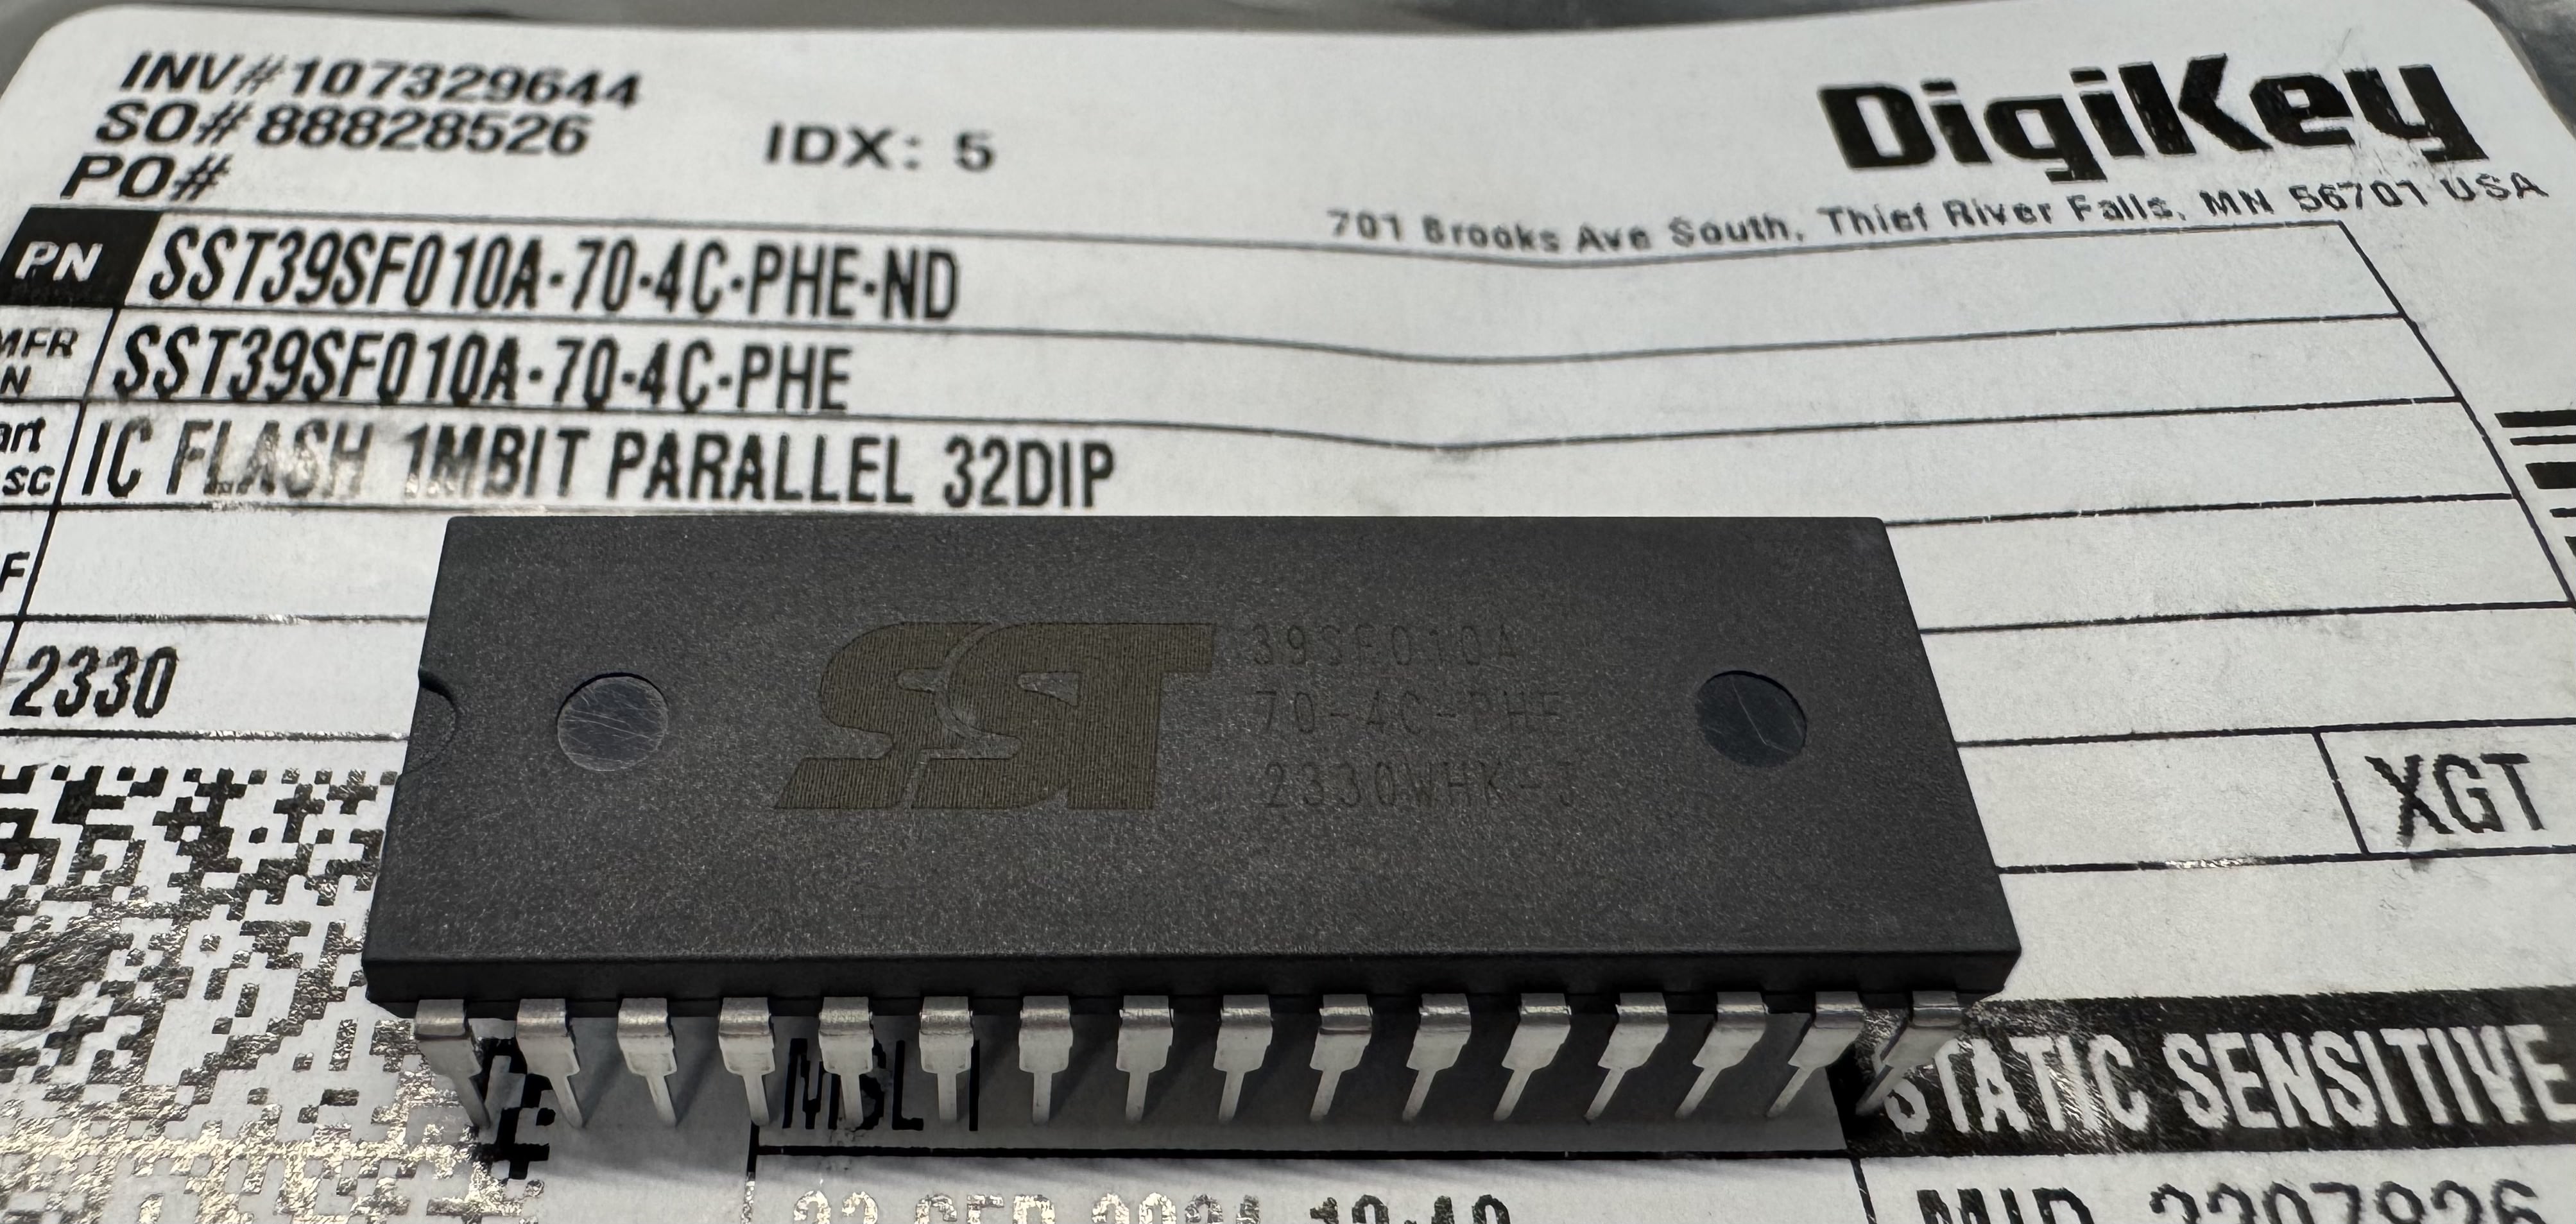 INV#107329644
SO#88828526
PO#
IDX: 5
DigiKey
701 Brooks Ave South, Thief River Falls, MN 56701 USA
PN SST39SF010A-70-4C-PHE-ND
MFR SST39SF010A-70-4C-PHE
IC FLASH 1MBIT PARALLEL 32DIP
2330
XGT
SST
39SF010A
70-4C-PHE
2330WHK-J
MSL 1
STATIC SENSITIVE